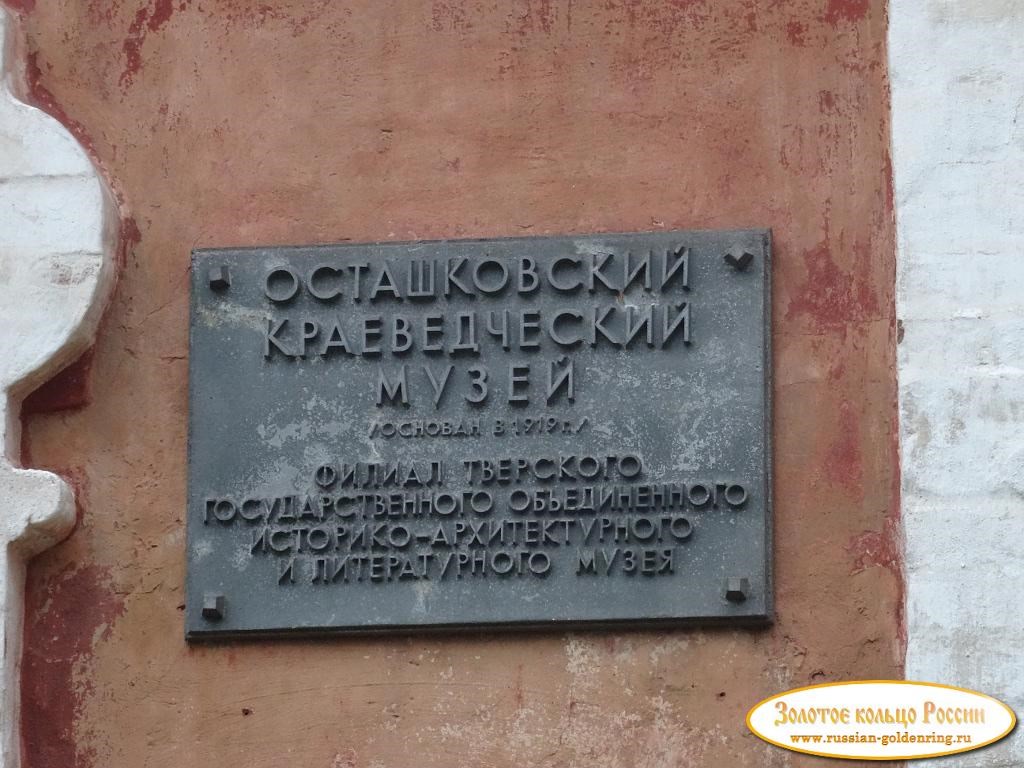 ОСТАШКОВСКИЙ
КРАЕВЕДЧЕСКИЙ
МУЗЕЙ
/ОСНОВАН В 1919 г./
ФИЛИАЛ ТВЕРСКОГО
ГОСУДАРСТВЕННОГО ОБЪЕДИНЕННОГО
ИСТОРИКО-АРХИТЕКТУРНОГО
И ЛИТЕРАТУРНОГО МУЗЕЯ
Золотое кольцо России
www.russian-goldenring.ru